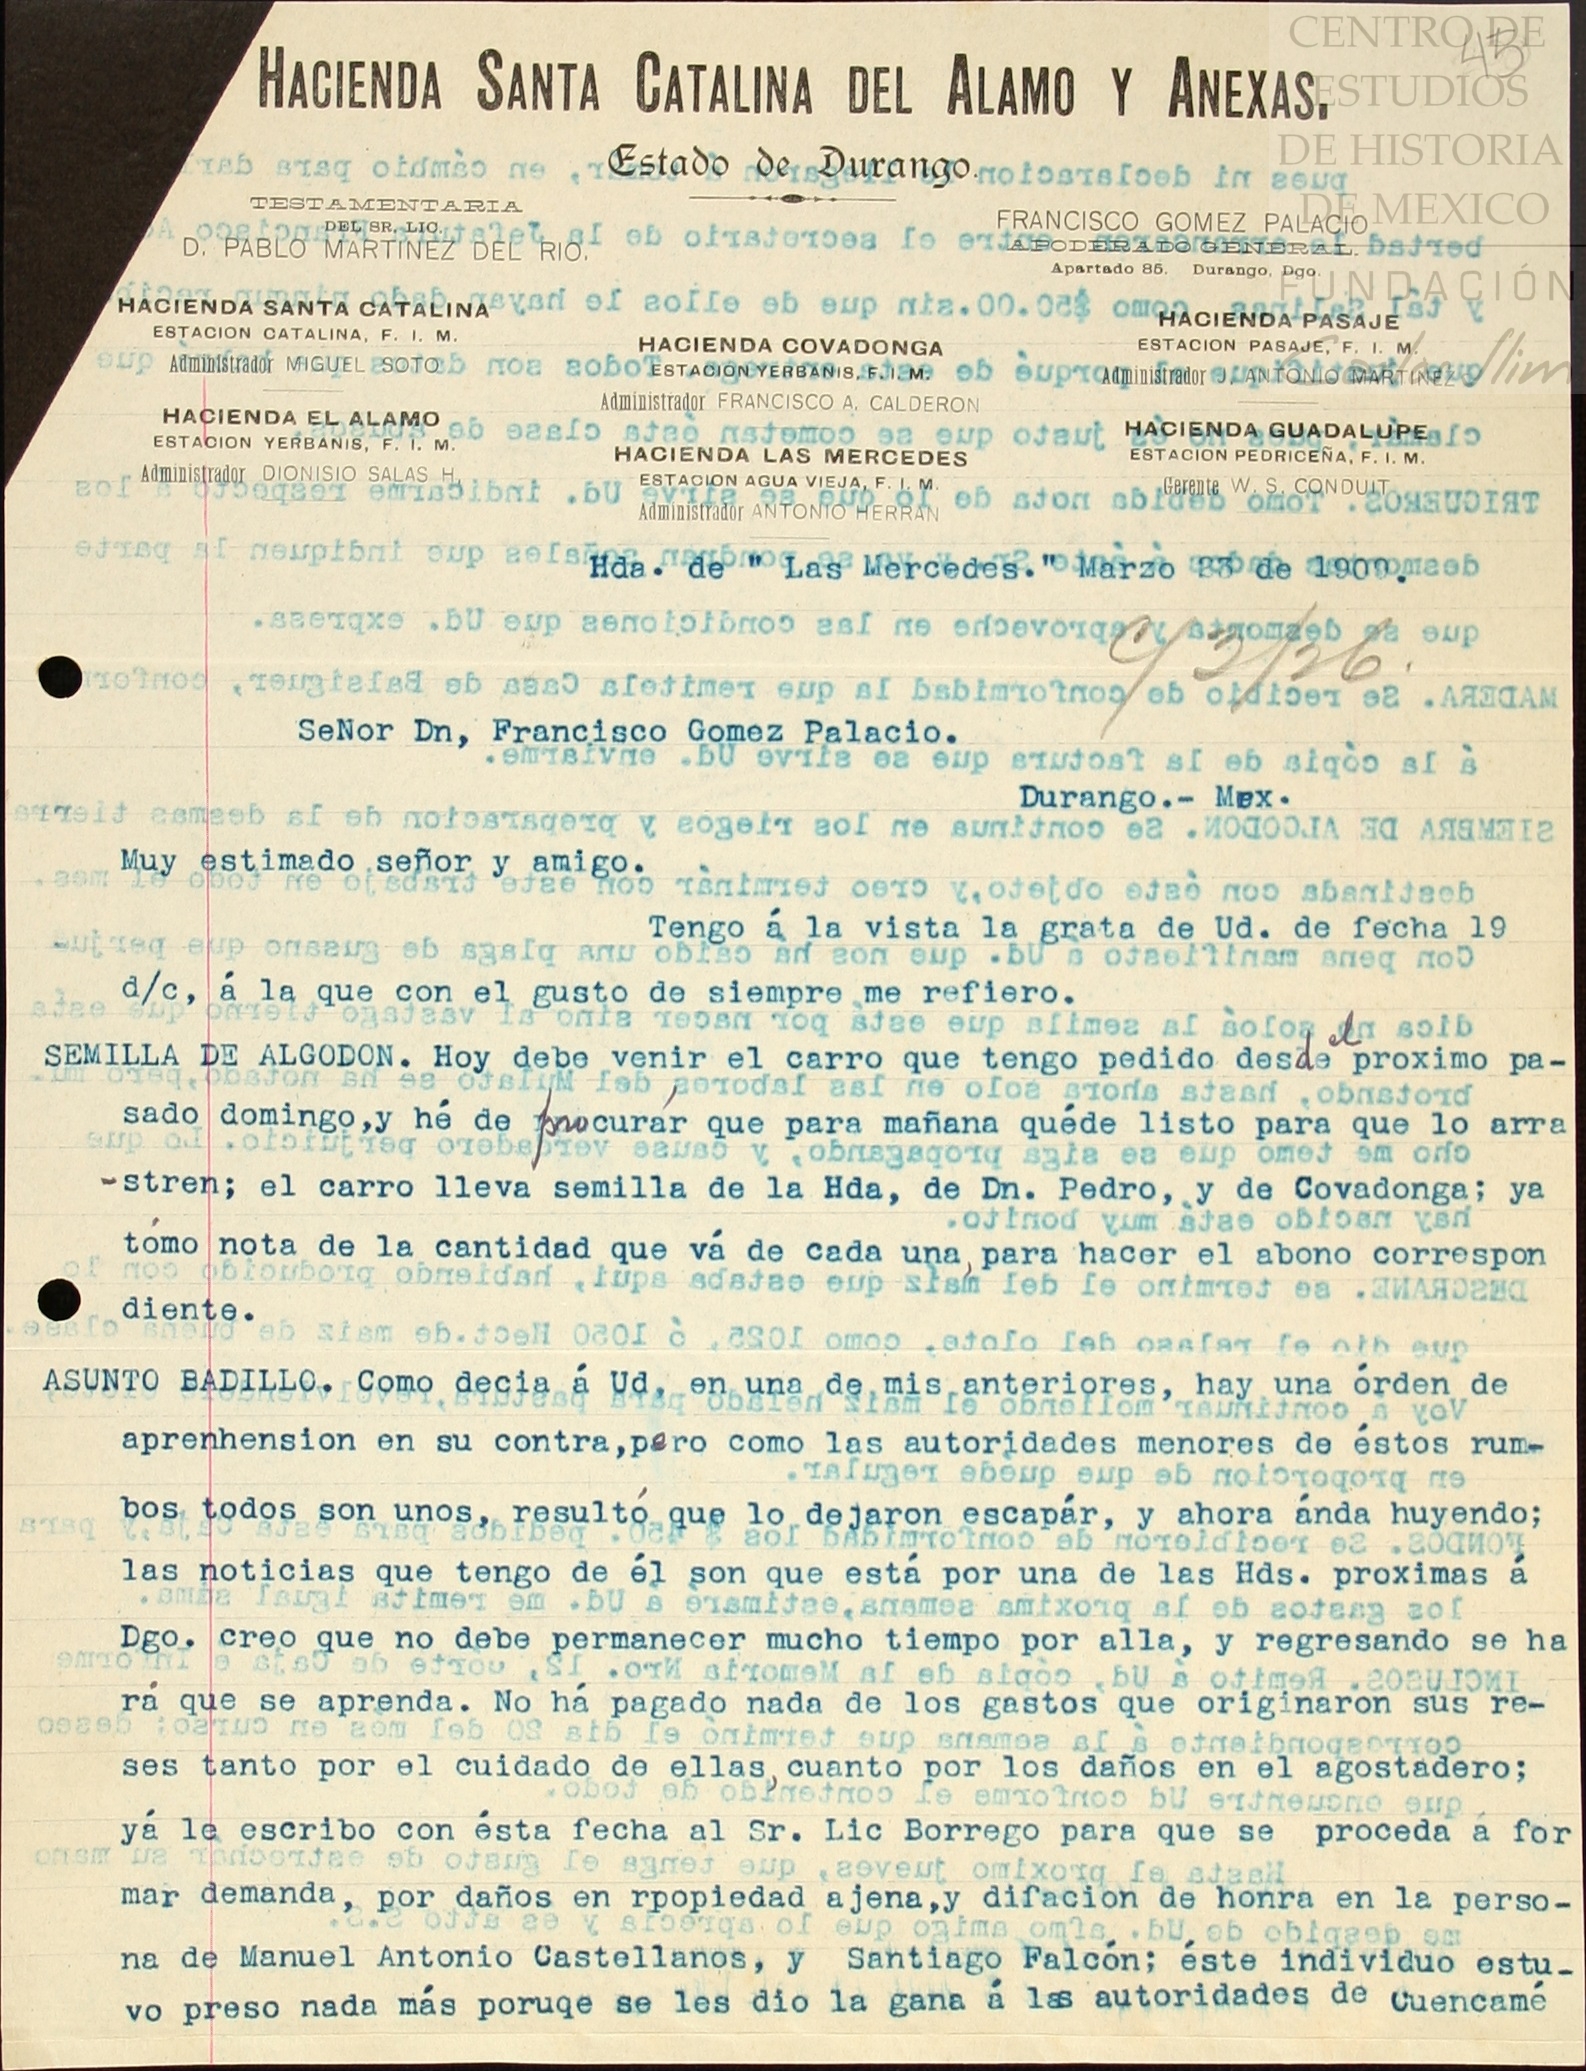 CENTRO DE
ESTUDIOS
DE HISTORIA
DE MEXICO
FUNDACIÓN
Carlos Slim
45
HACIENDA SANTA CATALINA DEL ALAMO Y ANEXAS.
Estado de Durango.
TESTAMENTARIA
DEL SR. LIC.
D. PABLO MARTINEZ DEL RIO.
FRANCISCO GOMEZ PALACIO
APODERADO GENERAL.
Apartado 85. Durango, Dgo.
HACIENDA SANTA CATALINA
ESTACION CATALINA, F. I. M.
Administrador MIGUEL SOTO
HACIENDA EL ALAMO
ESTACION YERBANIS, F. I. M.
Administrador DIONISIO SALAS H.
HACIENDA COVADONGA
ESTACION YERBANIS, F. I. M.
Administrador FRANCISCO A. CALDERON
HACIENDA LAS MERCEDES
ESTACION AGUA VIEJA, F. I. M.
Administrador ANTONIO HERRAN
HACIENDA PASAJE
ESTACION PASAJE, F. I. M.
Administrador J. ANTONIO MARTINEZ
HACIENDA GUADALUPE
ESTACION PEDRICEÑA, F. I. M.
Gerente W. S. CONDUIT
Hda. de " Las Mercedes." Marzo 23 de 1909.
C/3/26.
SeNor Dn, Francisco Gomez Palacio.
Durango.- Mex.
Muy estimado señor y amigo.
Tengo á la vista la grata de Ud. de fecha 19
d/c, á la que con el gusto de siempre me refiero.
SEMILLA DE ALGODON. Hoy debe venir el carro que tengo pedido desde el proximo pa-
sado domingo,y hé de procurár que para mañana quéde listo para que lo arra
-stren; el carro lleva semilla de la Hda, de Dn. Pedro, y de Covadonga; ya
tómo nota de la cantidad que vá de cada una, para hacer el abono correspon
diente.
ASUNTO BADILLO. Como decia á Ud. en una de mis anteriores, hay una órden de
aprenhension en su contra,pero como las autoridades menores de éstos rum-
bos todos son unos, resultó que lo dejaron escapár, y ahora ánda huyendo;
las noticias que tengo de él son que está por una de las Hds. proximas á
Dgo. creo que no debe permanecer mucho tiempo por alla, y regresando se ha
rá que se aprenda. No há pagado nada de los gastos que originaron sus re-
ses tanto por el cuidado de ellas, cuanto por los daños en el agostadero;
yá le escribo con ésta fecha al Sr. Lic Borrego para que se proceda á for
mar demanda, por daños en rpopiedad ajena,y difacion de honra en la perso-
na de Manuel Antonio Castellanos, y Santiago Falcón; éste individuo estu-
vo preso nada más poruqe se les dio la gana á las autoridades de Cuencamé